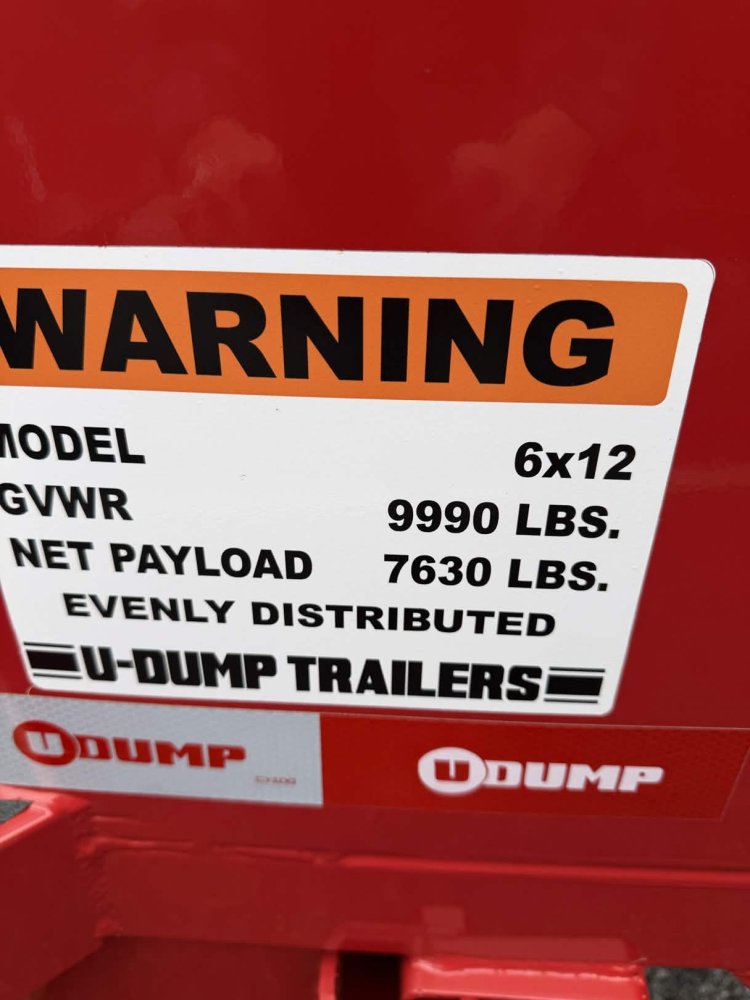 WARNING
MODEL 6x12
GVWR 9990 LBS.
NET PAYLOAD 7630 LBS.
EVENLY DISTRIBUTED
U-DUMP TRAILERS
UDUMP UDUMP